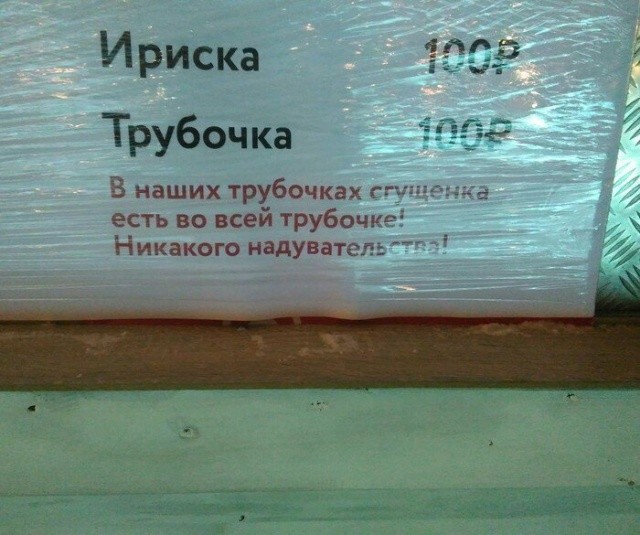 Ириска 100₽
Трубочка 100₽
В наших трубочках сгущенка
есть во всей трубочке!
Никакого надувательства!